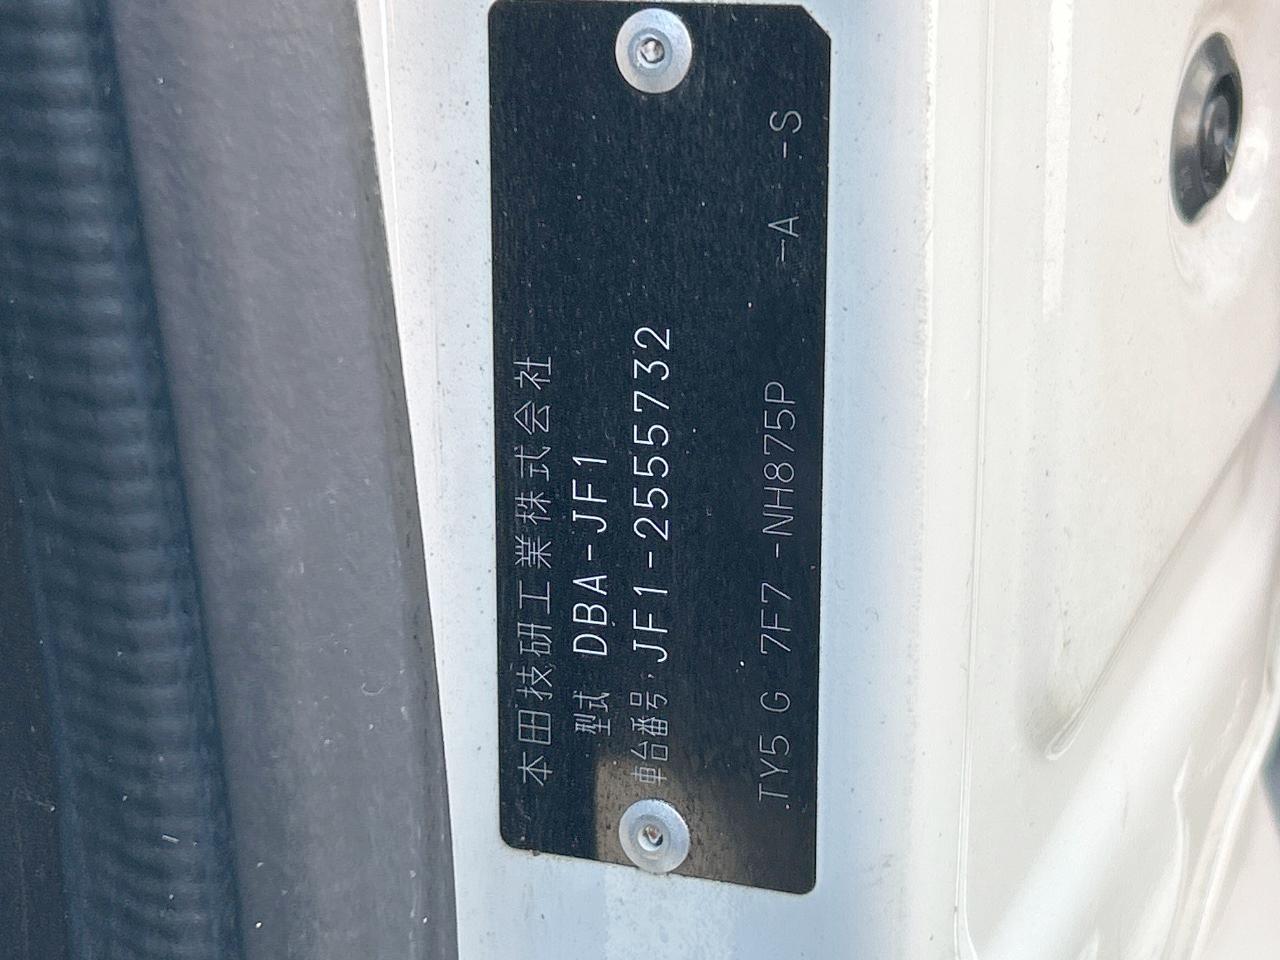 本田技研工業株式会社
型式 DBA-JF1
車台番号 JF1-2555732
TY5 G 7F7 -NH875P -A -S